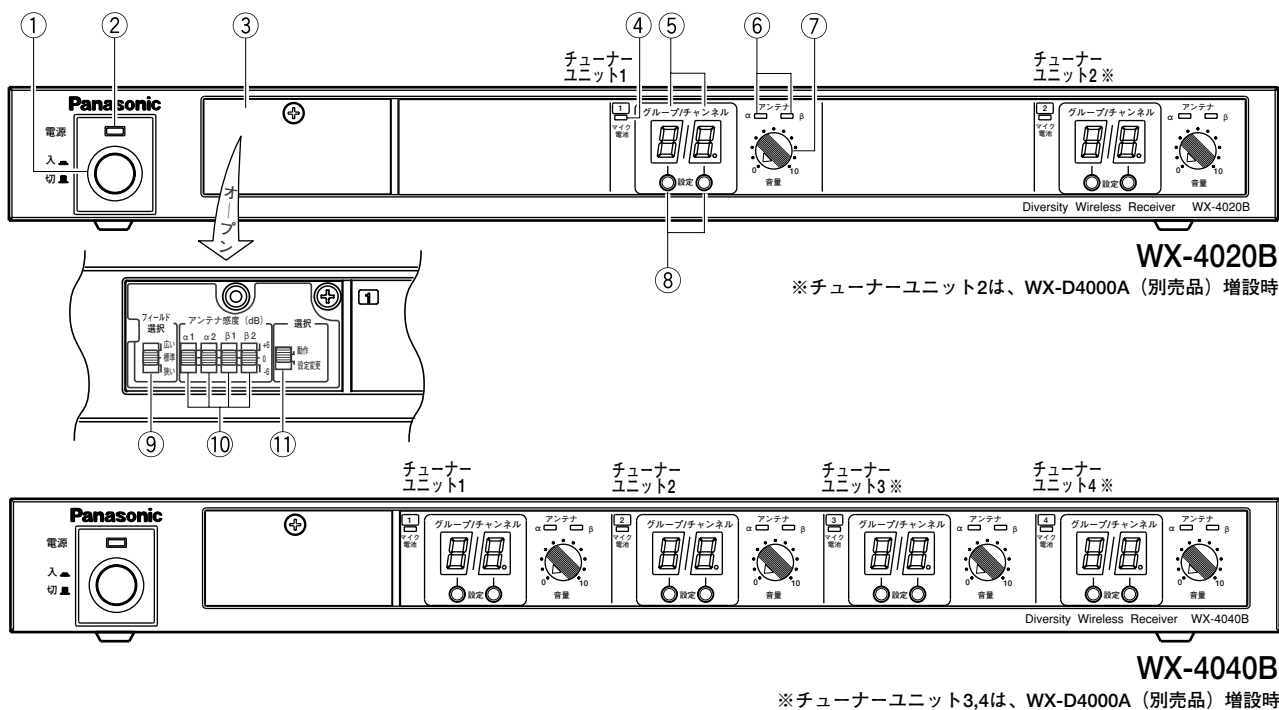 ① ② ③ ④ ⑤ ⑥ ⑦
チューナー
ユニット1
チューナー
ユニット2 ※
Panasonic
電源
入
切
オープン
1
マイク
電池
グループ/チャンネル
8/8.
設定
アンテナ
α β
0 10
音量
2
マイク
電池
グループ/チャンネル
8/8.
設定
アンテナ
α β
0 10
音量
Diversity Wireless Receiver WX-4020B
⑧
WX-4020B
※チューナーユニット2は、WX-D4000A（別売品）増設時
1
フィールド
選択
広い
標準
狭い
アンテナ感度（dB）
α1 α2 β1 β2
+6
0
-6
選択
動作
設定変更
⑨ ⑩ ⑪
チューナー
ユニット1
チューナー
ユニット2
チューナー
ユニット3 ※
チューナー
ユニット4 ※
Panasonic
電源
入
切
1
マイク
電池
グループ/チャンネル
8/8.
設定
アンテナ
α β
0 10
音量
2
マイク
電池
グループ/チャンネル
8/8.
設定
アンテナ
α β
0 10
音量
3
マイク
電池
グループ/チャンネル
8/8.
設定
アンテナ
α β
0 10
音量
4
マイク
電池
グループ/チャンネル
8/8.
設定
アンテナ
α β
0 10
音量
Diversity Wireless Receiver WX-4040B
WX-4040B
※チューナーユニット3,4は、WX-D4000A（別売品）増設時